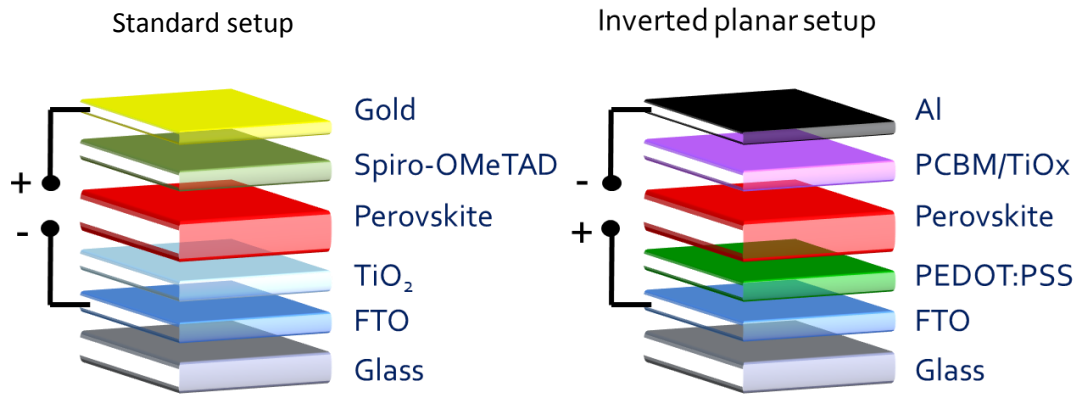 Standard setup
Gold
Spiro-OMeTAD
Perovskite
TiO₂
FTO
Glass
+
-
Inverted planar setup
Al
PCBM/TiOx
Perovskite
PEDOT:PSS
FTO
Glass
-
+